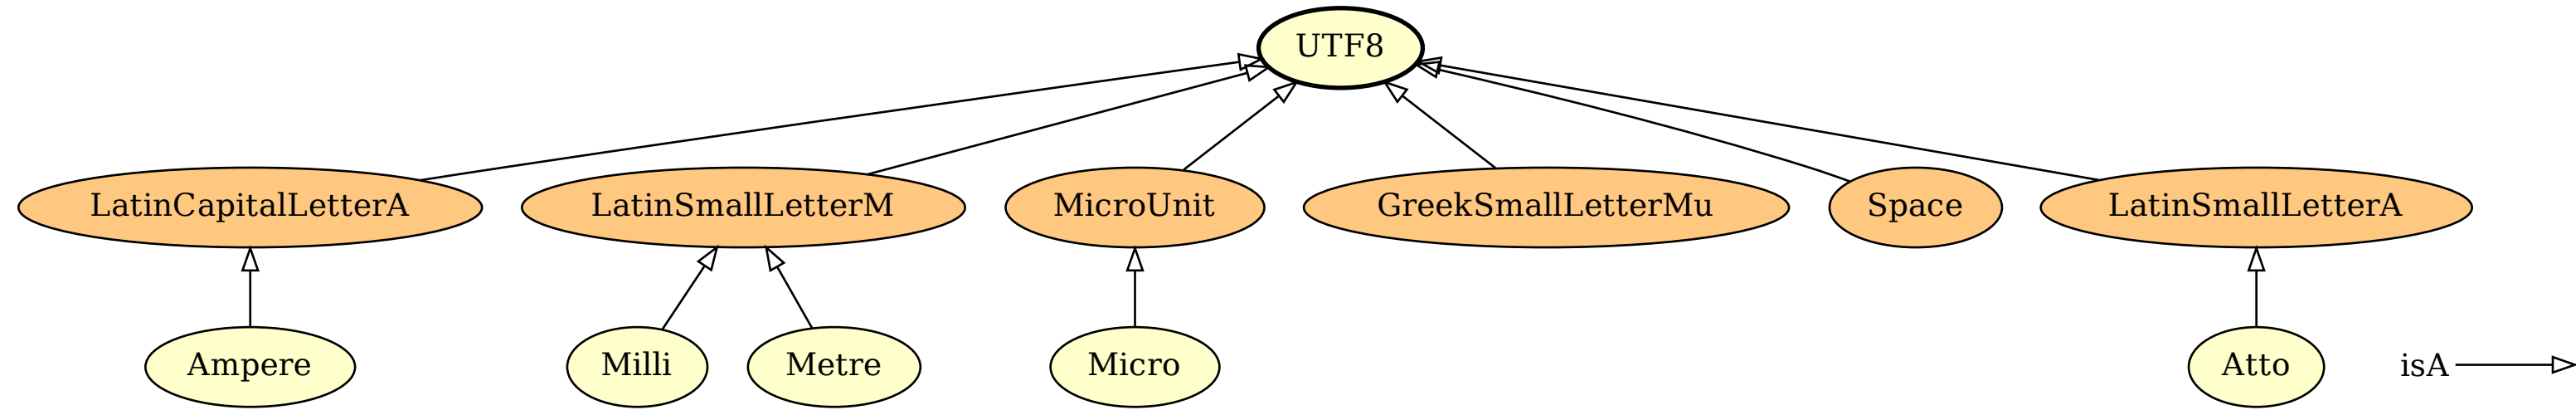 UTF8
LatinCapitalLetterA
LatinSmallLetterM
MicroUnit
GreekSmallLetterMu
Space
LatinSmallLetterA
Ampere
Milli
Metre
Micro
Atto
isA